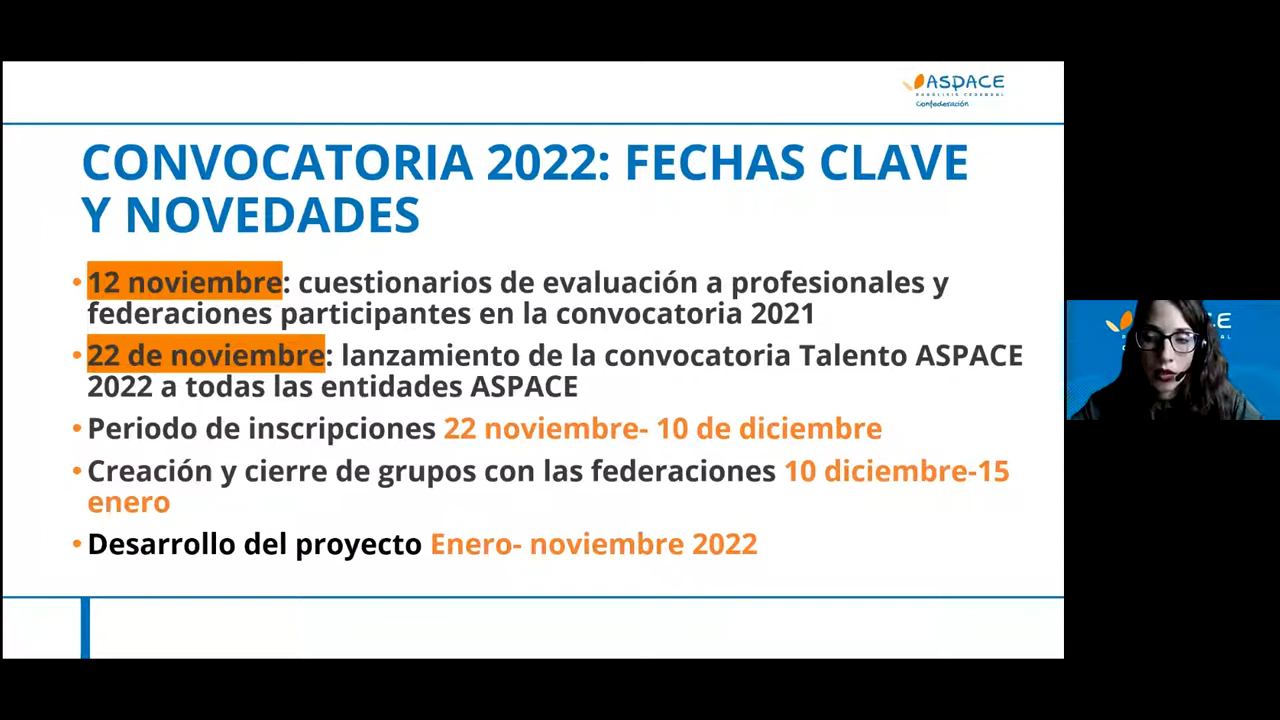 ASPACE
PARÁLISIS CEREBRAL
Confederación
CONVOCATORIA 2022: FECHAS CLAVE
Y NOVEDADES
• 12 noviembre: cuestionarios de evaluación a profesionales y
federaciones participantes en la convocatoria 2021
• 22 de noviembre: lanzamiento de la convocatoria Talento ASPACE
2022 a todas las entidades ASPACE
• Periodo de inscripciones 22 noviembre- 10 de diciembre
• Creación y cierre de grupos con las federaciones 10 diciembre-15
enero
• Desarrollo del proyecto Enero- noviembre 2022